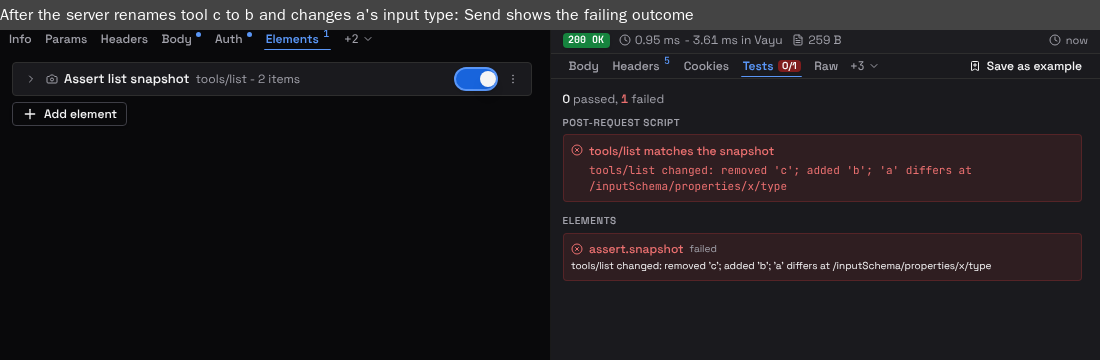 After the server renames tool c to b and changes a's input type: Send shows the failing outcome
Info Params Headers Body Auth Elements 1 +2
200 OK 0.95 ms - 3.61 ms in Vayu 259 B now
Body Headers 5 Cookies Tests 0/1 Raw +3 Save as example
Assert list snapshot tools/list - 2 items
Add element
0 passed, 1 failed
POST-REQUEST SCRIPT
tools/list matches the snapshot
tools/list changed: removed 'c'; added 'b'; 'a' differs at
/inputSchema/properties/x/type
ELEMENTS
assert.snapshot failed
tools/list changed: removed 'c'; added 'b'; 'a' differs at /inputSchema/properties/x/type